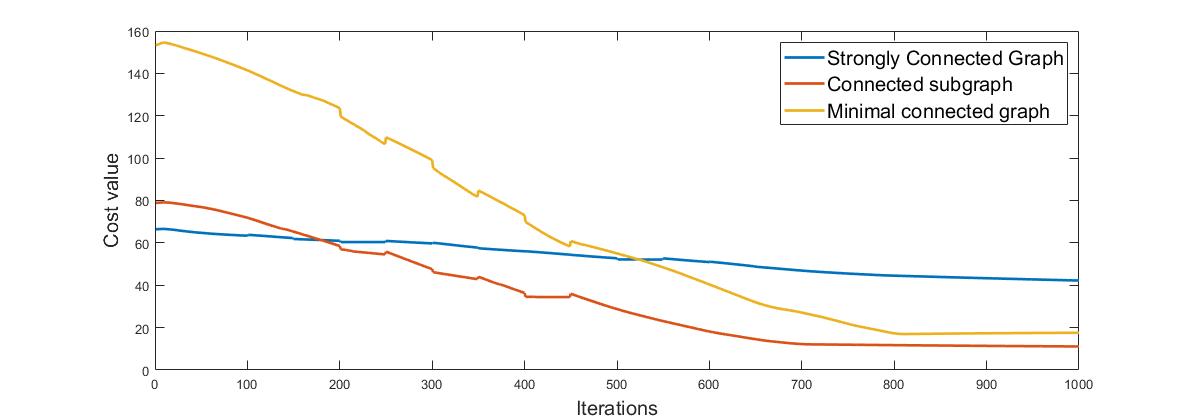 160
140
120
100
80
60
40
20
0
Cost value
Strongly Connected Graph
Connected subgraph
Minimal connected graph
0 100 200 300 400 500 600 700 800 900 1000
Iterations